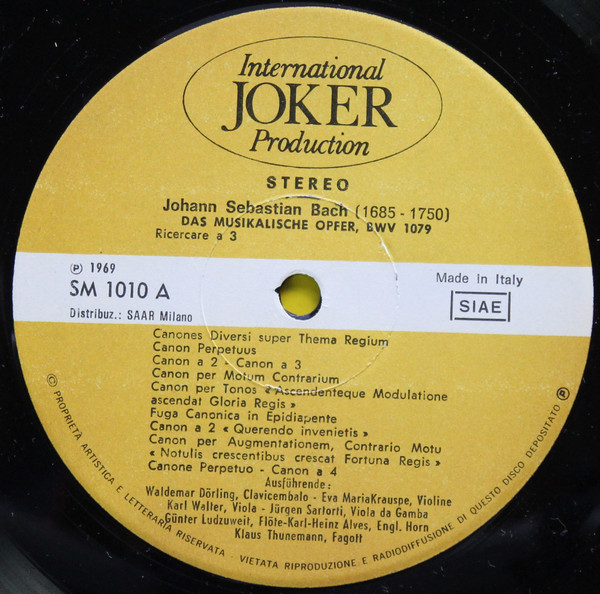 International
JOKER
Production
STEREO
Johann Sebastian Bach (1685 - 1750)
DAS MUSIKALISCHE OPFER, BWV 1079
Ricercare a 3
℗ 1969
SM 1010 A
Distribuz.: SAAR Milano
Made in Italy
SIAE
Canones Diversi super Thema Regium
Canon Perpetuus
Canon a 2 - Canon a 3
Canon per Motum Contrarium
Canon per Tonos « Ascendenteque Modulatione
ascendat Gloria Regis »
Fuga Canonica in Epidiapente
Canon a 2 « Querendo invenietis »
Canon per Augmentationem, Contrario Motu
« Notulis crescentibus crescat Fortuna Regis »
Canone Perpetuo - Canon a 4
Ausführende:
Waldemar Dörling, Clavicembalo - Eva MariaKrauspe, Violine
Karl Walter, Viola - Jürgen Sartorti, Viola da Gamba
Günter Ludzuweit, Flöte-Karl-Heinz Alves, Engl. Horn
Klaus Thunemann, Fagott
© PROPRIETÀ ARTISTICA E LETTERARIA RISERVATA VIETATA RIPRODUZIONE E RADIODIFFUSIONE DI QUESTO DISCO DEPOSITATO ℗